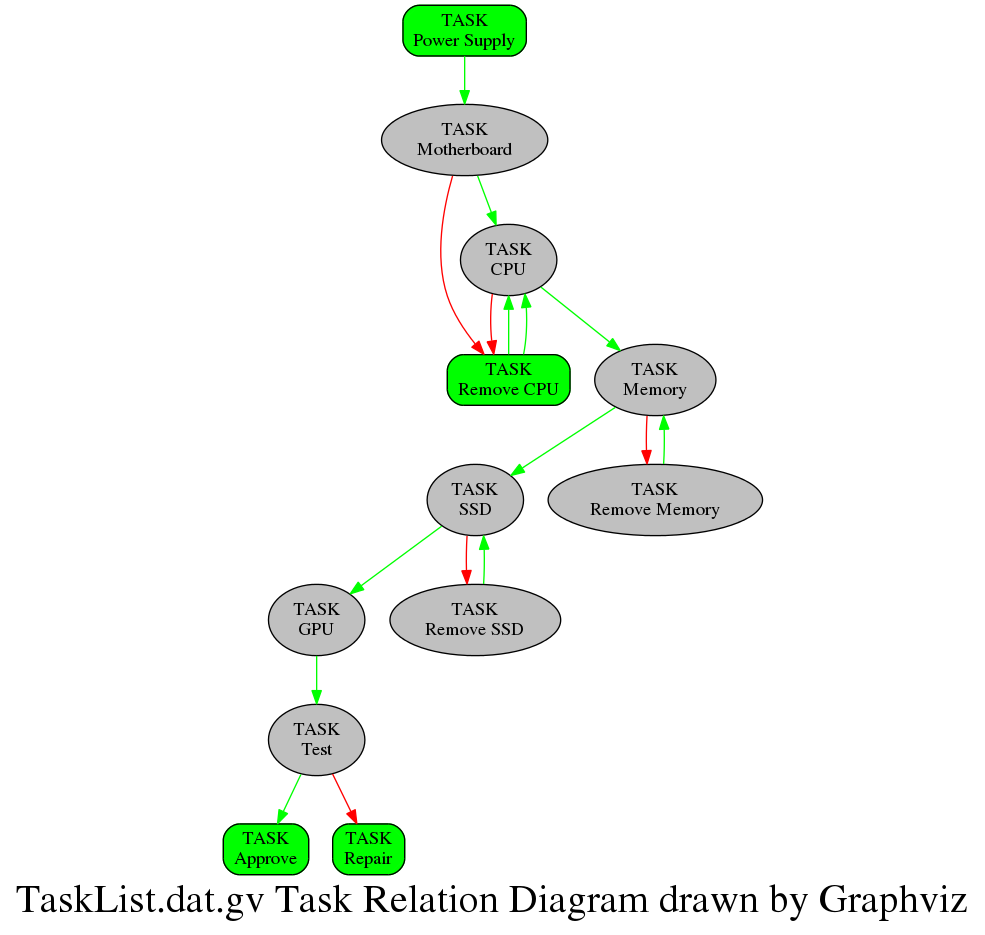 TASK
Power Supply
TASK
Motherboard
TASK
CPU
TASK
Remove CPU
TASK
Memory
TASK
SSD
TASK
Remove Memory
TASK
GPU
TASK
Remove SSD
TASK
Test
TASK
Approve
TASK
Repair
TaskList.dat.gv Task Relation Diagram drawn by Graphviz